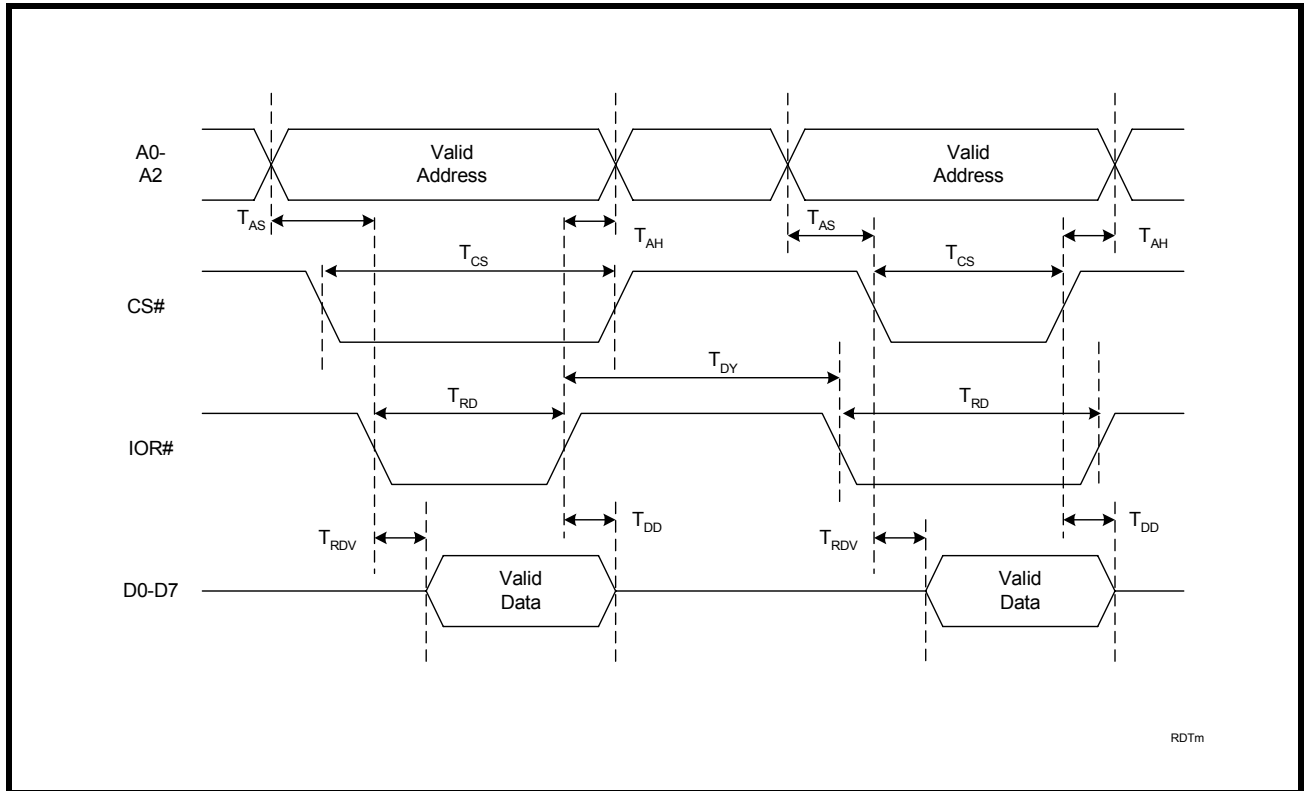 A0-
A2
Valid
Address
Valid
Address
TAS
TAH
TAS
TAH
CS#
TCS
TCS
TDY
IOR#
TRD
TRD
TRDV
TDD
TRDV
TDD
D0-D7
Valid
Data
Valid
Data
RDTm